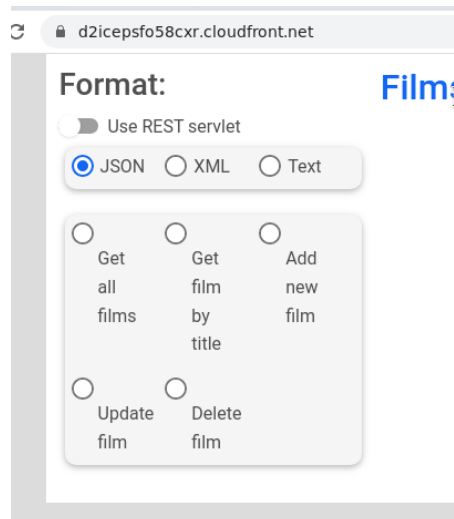 d2icepsfo58cxr.cloudfront.net
Format:
Films
Use REST servlet
JSON XML Text
Get all films
Get film by title
Add new film
Update film
Delete film